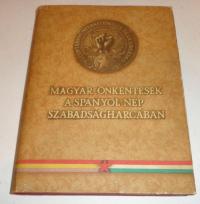 MAGYAR ÖNKÉNTESEK
A SPANYOL NÉP
SZABADSÁGHARCÁBAN